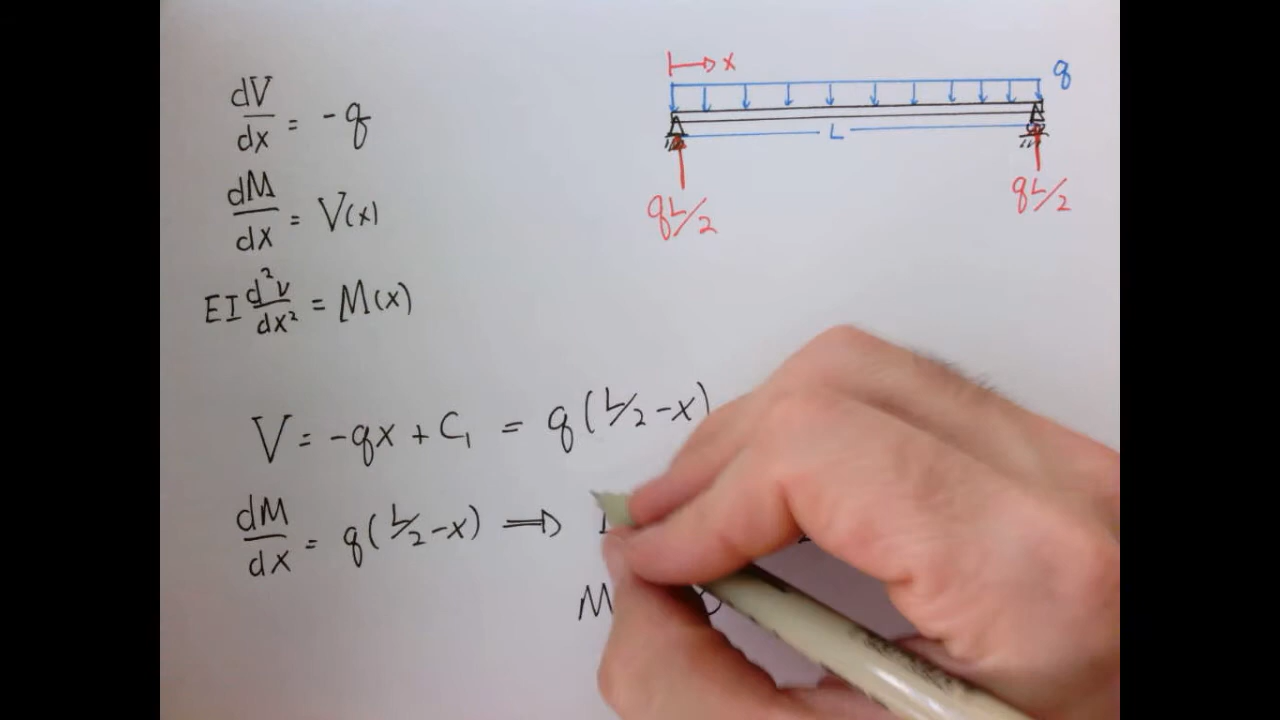 dV/dx = -q
dM/dx = V(x)
EI d²v/dx² = M(x)
x
q
L
qL/2
qL/2
V = -qx + C₁ = q(L/2 -x)
dM/dx = q(L/2 -x) ⟹
M